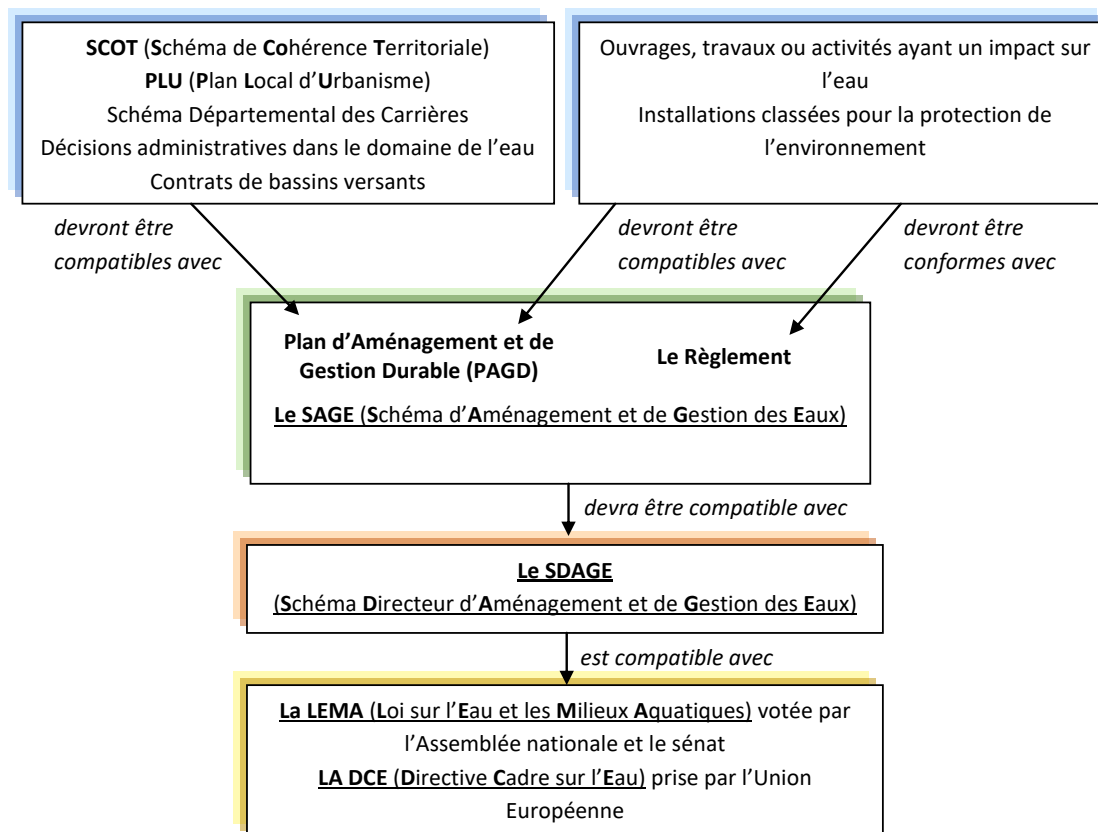 SCOT (Schéma de Cohérence Territoriale)
PLU (Plan Local d’Urbanisme)
Schéma Départemental des Carrières
Décisions administratives dans le domaine de l’eau
Contrats de bassins versants
Ouvrages, travaux ou activités ayant un impact sur
l’eau
Installations classées pour la protection de
l’environnement
devront être
compatibles avec
devront être
compatibles avec
devront être
conformes avec
Plan d’Aménagement et de
Gestion Durable (PAGD)
Le Règlement
Le SAGE (Schéma d’Aménagement et de Gestion des Eaux)
devra être compatible avec
Le SDAGE
(Schéma Directeur d’Aménagement et de Gestion des Eaux)
est compatible avec
La LEMA (Loi sur l’Eau et les Milieux Aquatiques) votée par
l’Assemblée nationale et le sénat
LA DCE (Directive Cadre sur l’Eau) prise par l’Union
Européenne